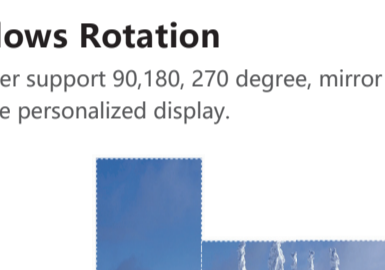 lows Rotation
er support 90,180, 270 degree, mirror
e personalized display.